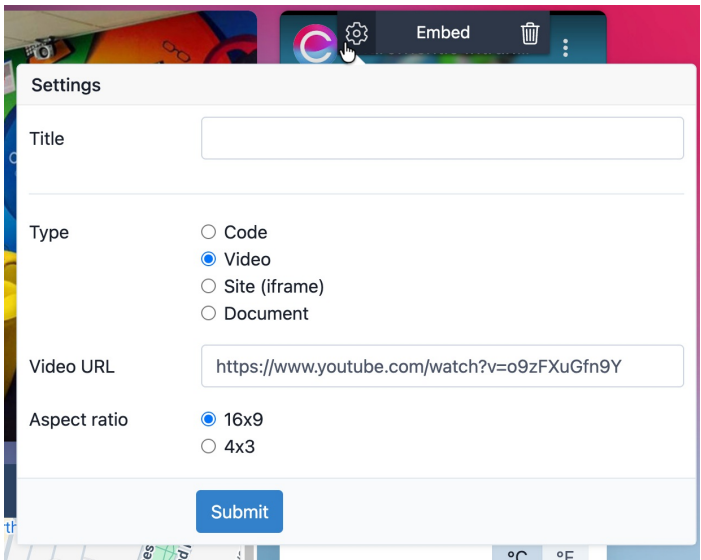 Embed
Settings
Title
Type
Code
Video
Site (iframe)
Document
Video URL
https://www.youtube.com/watch?v=o9zFXuGfn9Y
Aspect ratio
16x9
4x3
Submit
°C °F